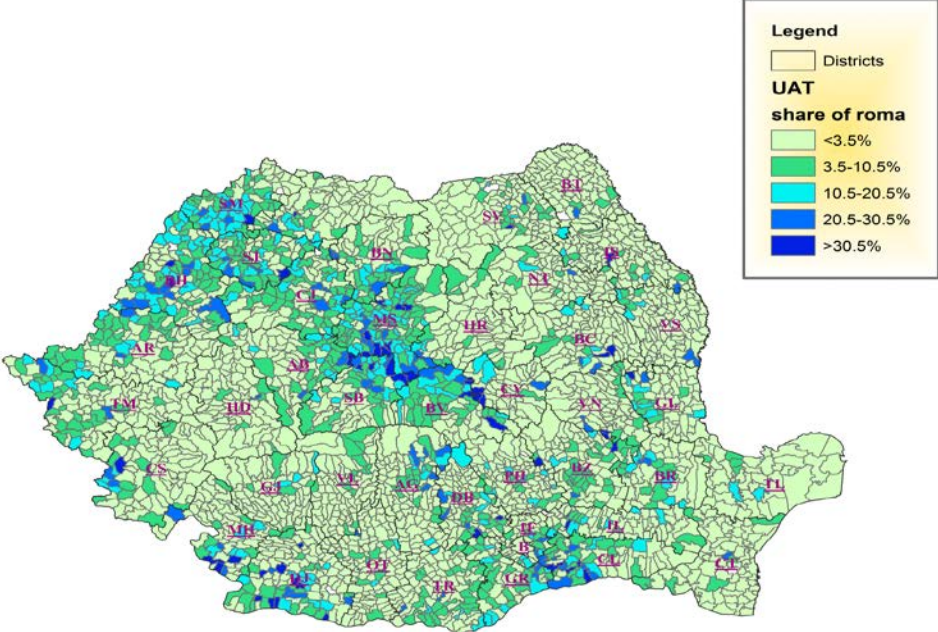 Legend
Districts
UAT
share of roma
<3.5%
3.5-10.5%
10.5-20.5%
20.5-30.5%
>30.5%
BT
SM
SV
SJ
BN
IS
BH
NT
CJ
MS
HR
VS
BC
AR
AB
SB
BV
CV
VN
GL
TM
HD
CS
GJ
VL
AG
PH
BZ
BR
TL
DB
MH
IF
IL
B
CL
CT
OT
DJ
TR
GR